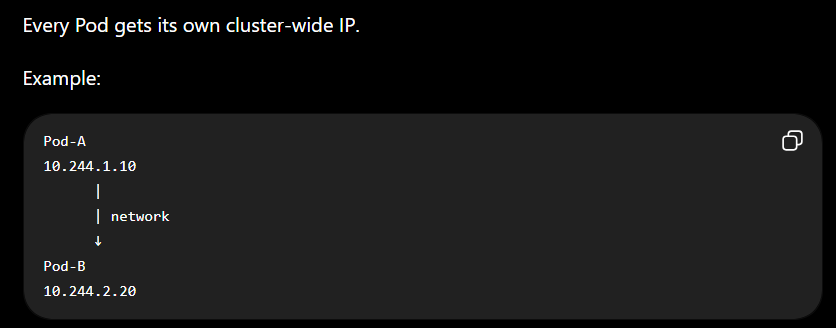 Every Pod gets its own cluster-wide IP.
Example:
Pod-A
10.244.1.10
|
| network
↓
Pod-B
10.244.2.20